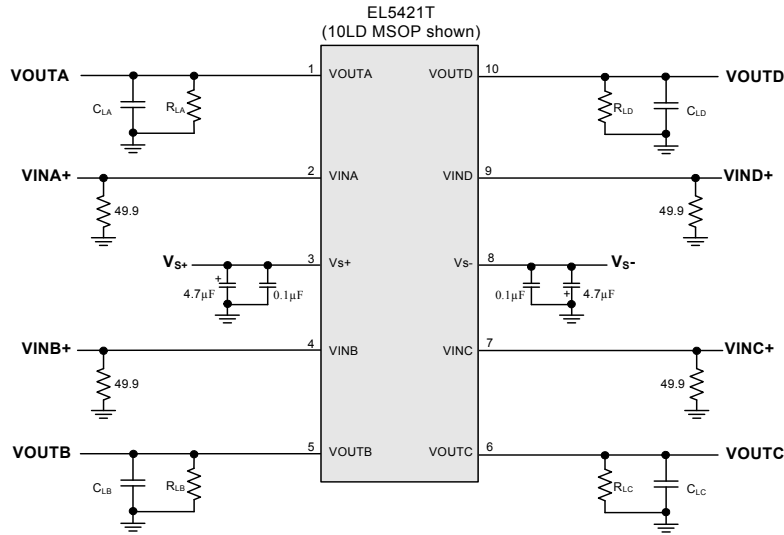 EL5421T
(10LD MSOP shown)
VOUTA 1 VOUTA VOUTD 10 VOUTD
CLA RLA RLD CLD
VINA+ 2 VINA VIND 9 VIND+
49.9 49.9
VS+ 3 Vs+ Vs- 8 VS-
+ 4.7µF 0.1µF 0.1µF + 4.7µF
VINB+ 4 VINB VINC 7 VINC+
49.9 49.9
VOUTB 5 VOUTB VOUTC 6 VOUTC
CLB RLB RLC CLC